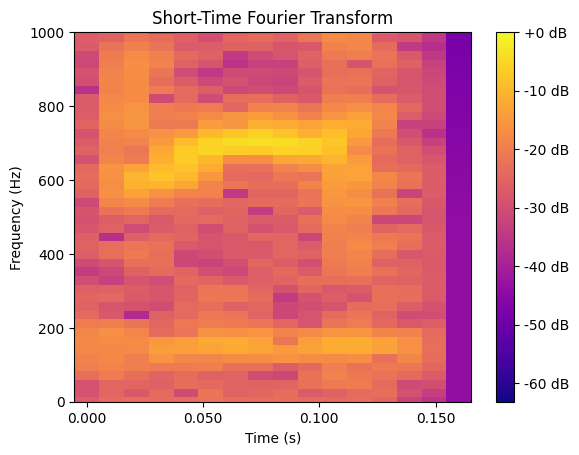 Short-Time Fourier Transform
1000
800
600
400
200
0
Frequency (Hz)
0.000
0.050
0.100
0.150
Time (s)
+0 dB
-10 dB
-20 dB
-30 dB
-40 dB
-50 dB
-60 dB